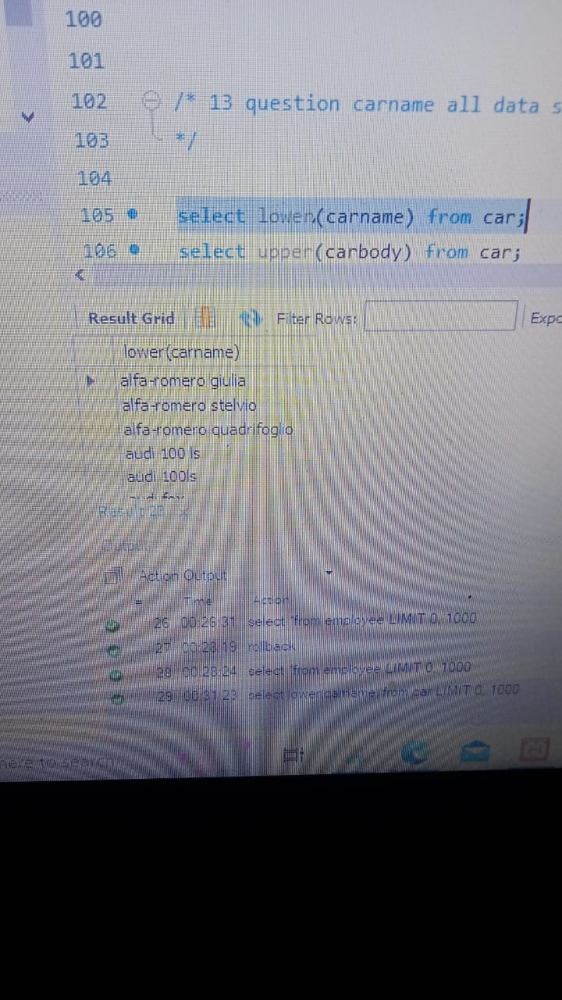 100
101
102 /* 13 question carname all data s
103 */
104
105 select lower(carname) from car;
106 select upper(carbody) from car;
Result Grid Filter Rows: Expo
lower(carname)
alfa-romero giulia
alfa-romero stelvio
alfa-romero quadrifoglio
audi 100 ls
audi 100ls
audi fox
Result 23
Output
Action Output
Time Action
26 00:26:31 select *from employee LIMIT 0, 1000
27 00:28:19 rollback
28 00:28:24 select *from employee LIMIT 0, 1000
29 00:31:23 select lower(carname) from car LIMIT 0, 1000
here to search